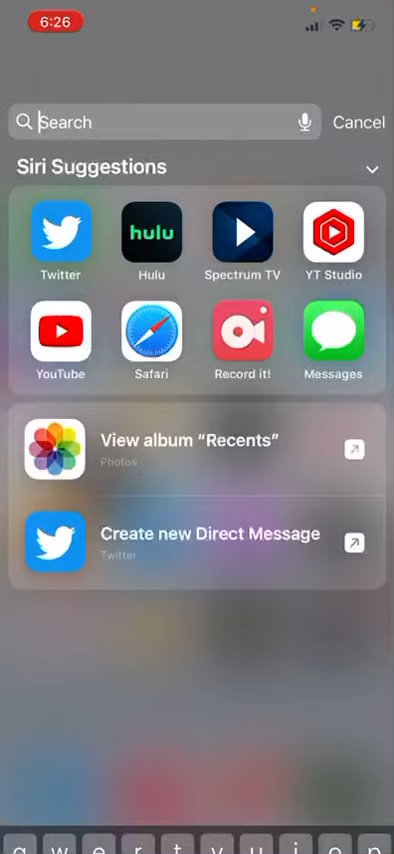 6:26
Search
Cancel
Siri Suggestions
hulu
Twitter Hulu Spectrum TV YT Studio
YouTube Safari Record it! Messages
View album “Recents”
Photos
Create new Direct Message
Twitter
q w e r t y u i o p